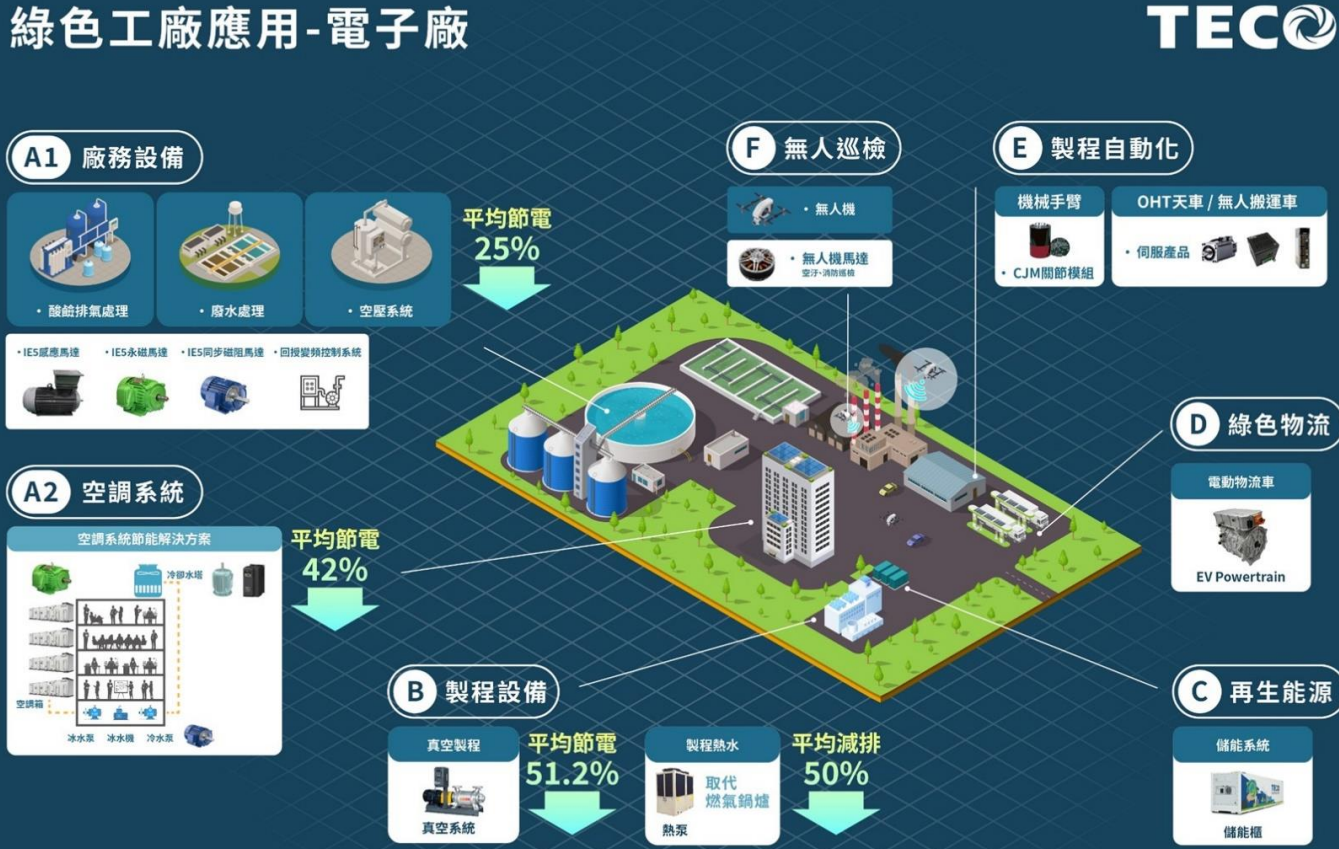 綠色工廠應用-電子廠
TECO
A1 廠務設備
・酸鹼排氣處理
・廢水處理
・空壓系統
平均節電
25%
・IE5感應馬達
・IE5永磁馬達
・IE5同步磁阻馬達
・回授變頻控制系統
A2 空調系統
空調系統節能解決方案
冷卻水塔
空調箱
冰水泵
冰水機
冷水泵
平均節電
42%
B 製程設備
真空製程
真空系統
平均節電
51.2%
製程熱水
取代
燃氣鍋爐
熱泵
平均減排
50%
F 無人巡檢
・無人機
・無人機馬達
空汙・消防巡檢
E 製程自動化
機械手臂
・CJM關節模組
OHT天車 / 無人搬運車
・伺服產品
D 綠色物流
電動物流車
EV Powertrain
C 再生能源
儲能系統
TECO
儲能櫃